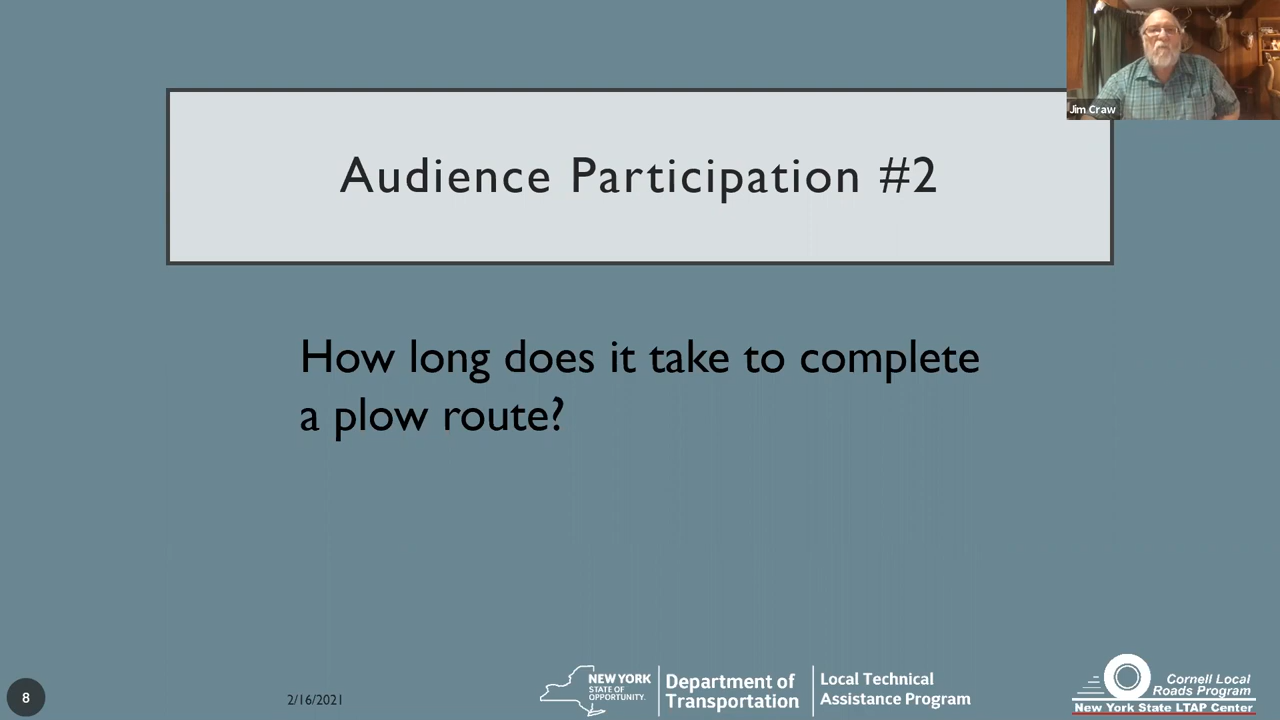 Jim Craw
Audience Participation #2
How long does it take to complete
a plow route?
8
2/16/2021
NEW YORK
STATE OF
OPPORTUNITY.
Department of
Transportation
Local Technical
Assistance Program
Cornell Local
Roads Program
New York State LTAP Center